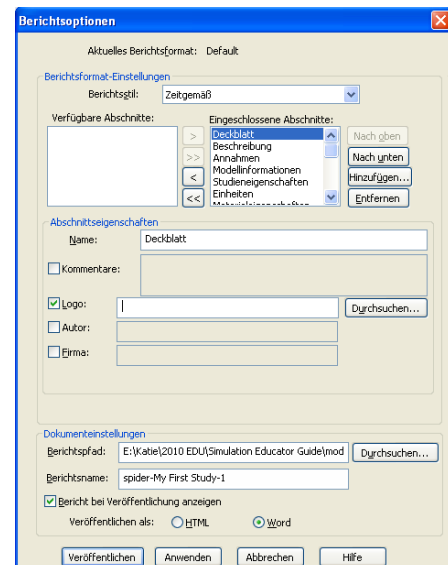 Berichtsoptionen
Aktuelles Berichtsformat: Default
Berichtsformat-Einstellungen
Berichtsstil: Zeitgemäß
Verfügbare Abschnitte: Eingeschlossene Abschnitte:
> Deckblatt Nach oben
Beschreibung
>> Annahmen Nach unten
Modellinformationen
< Studieneigenschaften Hinzufügen...
Einheiten
<< Materialeigenschaften Entfernen
Abschnittseigenschaften
Name: Deckblatt
Kommentare:
Logo: Durchsuchen...
Autor:
Firma:
Dokumenteinstellungen
Berichtspfad: E:\Katie\2010 EDU\Simulation Educator Guide\mod Durchsuchen...
Berichtsname: spider-My First Study-1
Bericht bei Veröffentlichung anzeigen
Veröffentlichen als: HTML Word
Veröffentlichen Anwenden Abbrechen Hilfe